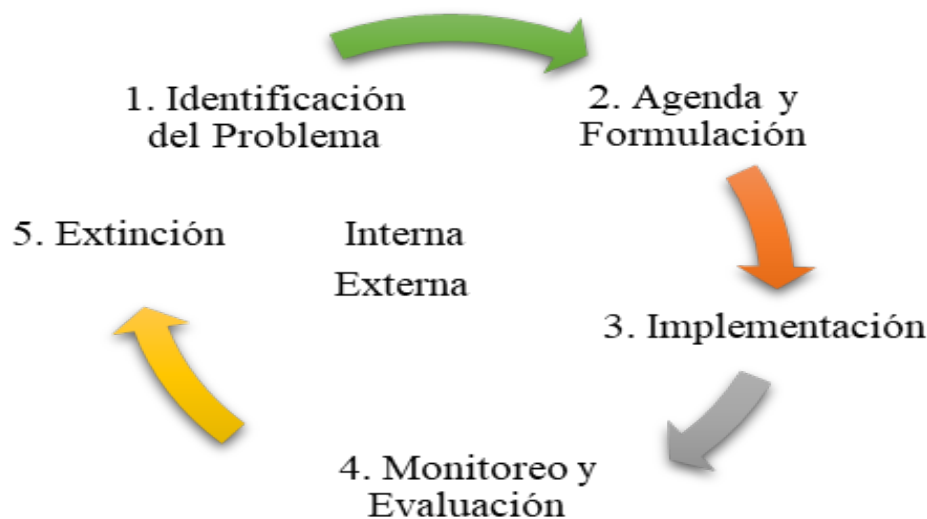 1. Identificación
del Problema
2. Agenda y
Formulación
3. Implementación
4. Monitoreo y
Evaluación
5. Extinción
Interna
Externa